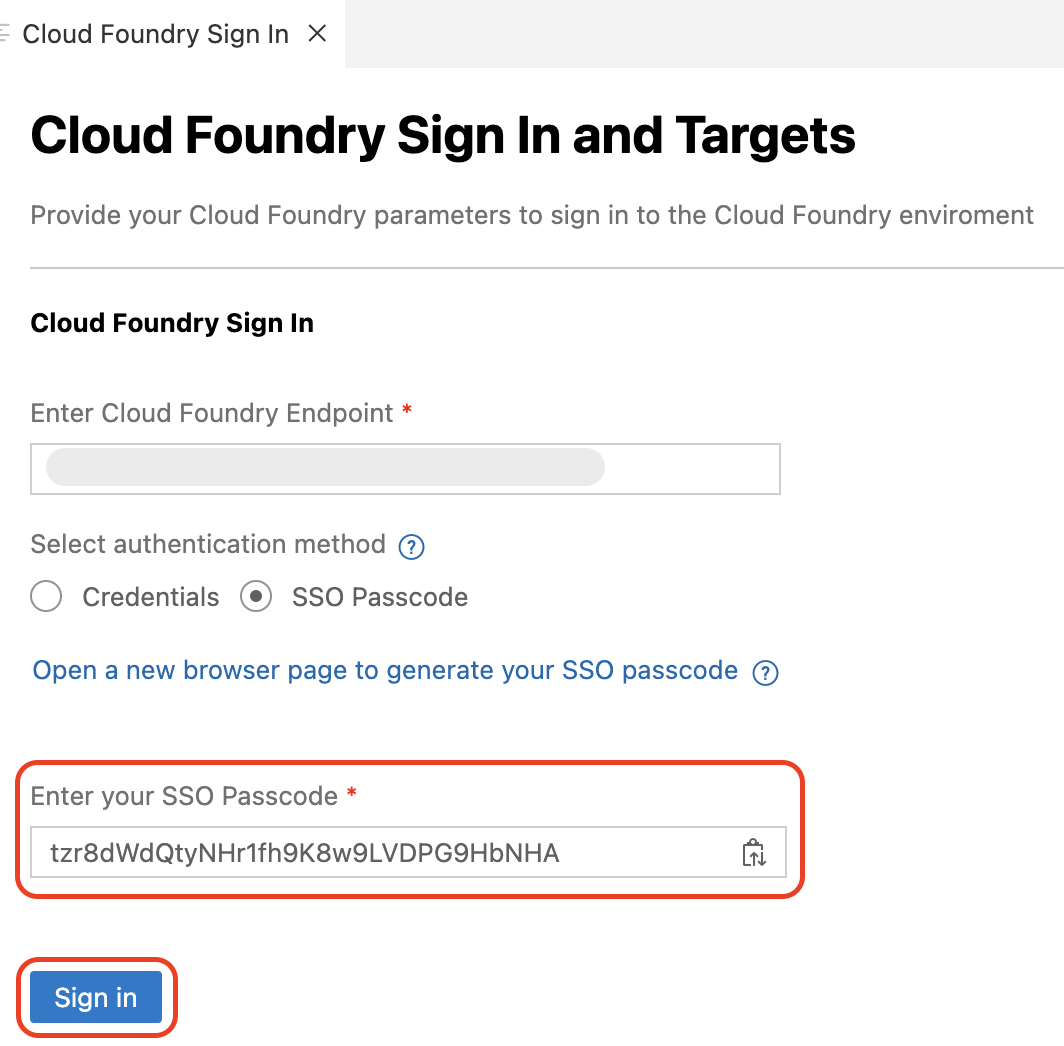 Cloud Foundry Sign In
Cloud Foundry Sign In and Targets
Provide your Cloud Foundry parameters to sign in to the Cloud Foundry enviroment
Cloud Foundry Sign In
Enter Cloud Foundry Endpoint *
Select authentication method ?
Credentials SSO Passcode
Open a new browser page to generate your SSO passcode ?
Enter your SSO Passcode *
tzr8dWdQtyNHr1fh9K8w9LVDPG9HbNHA
Sign in